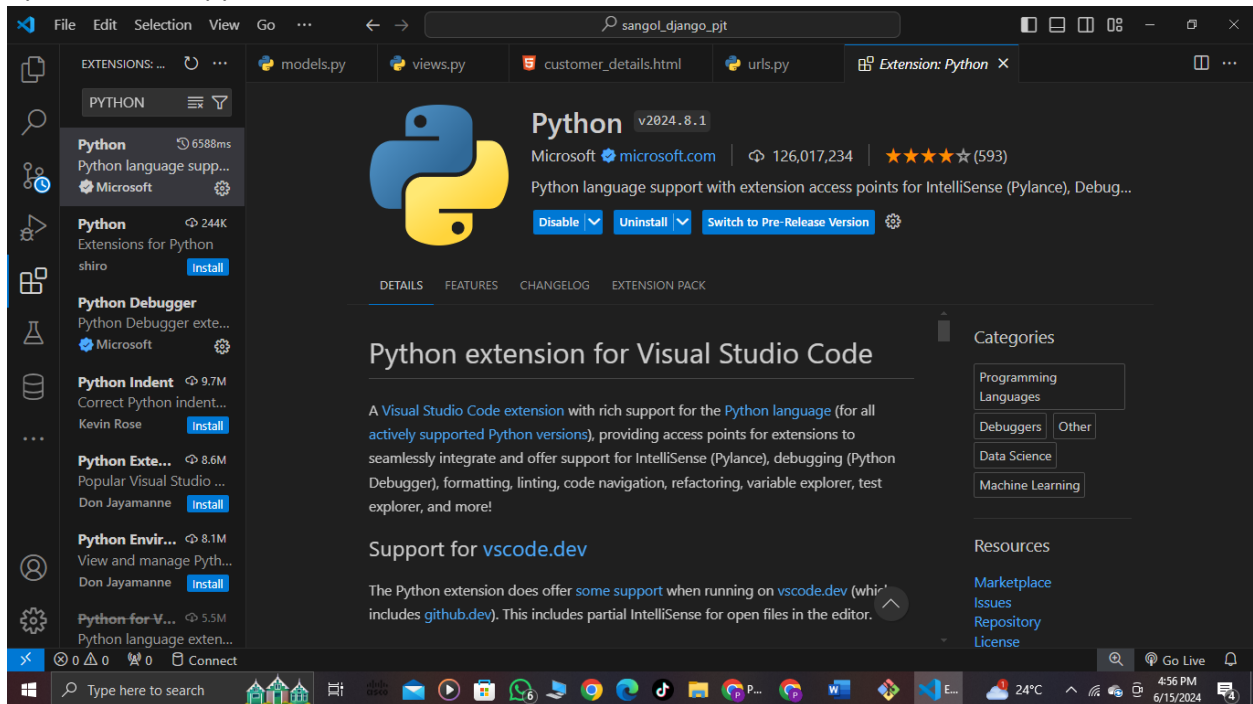 File Edit Selection View Go ··· sangol_django_pjt
EXTENSIONS: ...
models.py views.py customer_details.html urls.py Extension: Python
PYTHON
Python 6588ms
Python language supp...
Microsoft
Python 244K
Extensions for Python
shiro Install
Python Debugger
Python Debugger exte...
Microsoft
Python Indent 9.7M
Correct Python indent...
Kevin Rose Install
Python Exte... 8.6M
Popular Visual Studio ...
Don Jayamanne Install
Python Envir... 8.1M
View and manage Pyth...
Don Jayamanne Install
Python for V... 5.5M
Python language exten...
Python v2024.8.1
Microsoft microsoft.com 126,017,234 (593)
Python language support with extension access points for IntelliSense (Pylance), Debug...
Disable Uninstall Switch to Pre-Release Version
DETAILS FEATURES CHANGELOG EXTENSION PACK
Python extension for Visual Studio Code
A Visual Studio Code extension with rich support for the Python language (for all
actively supported Python versions), providing access points for extensions to
seamlessly integrate and offer support for IntelliSense (Pylance), debugging (Python
Debugger), formatting, linting, code navigation, refactoring, variable explorer, test
explorer, and more!
Support for vscode.dev
The Python extension does offer some support when running on vscode.dev (which
includes github.dev). This includes partial IntelliSense for open files in the editor.
Categories
Programming
Languages
Debuggers Other
Data Science
Machine Learning
Resources
Marketplace
Issues
Repository
License
0 0 0 Connect Go Live
Type here to search 6 P... E... 24°C 4:56 PM
6/15/2024 4